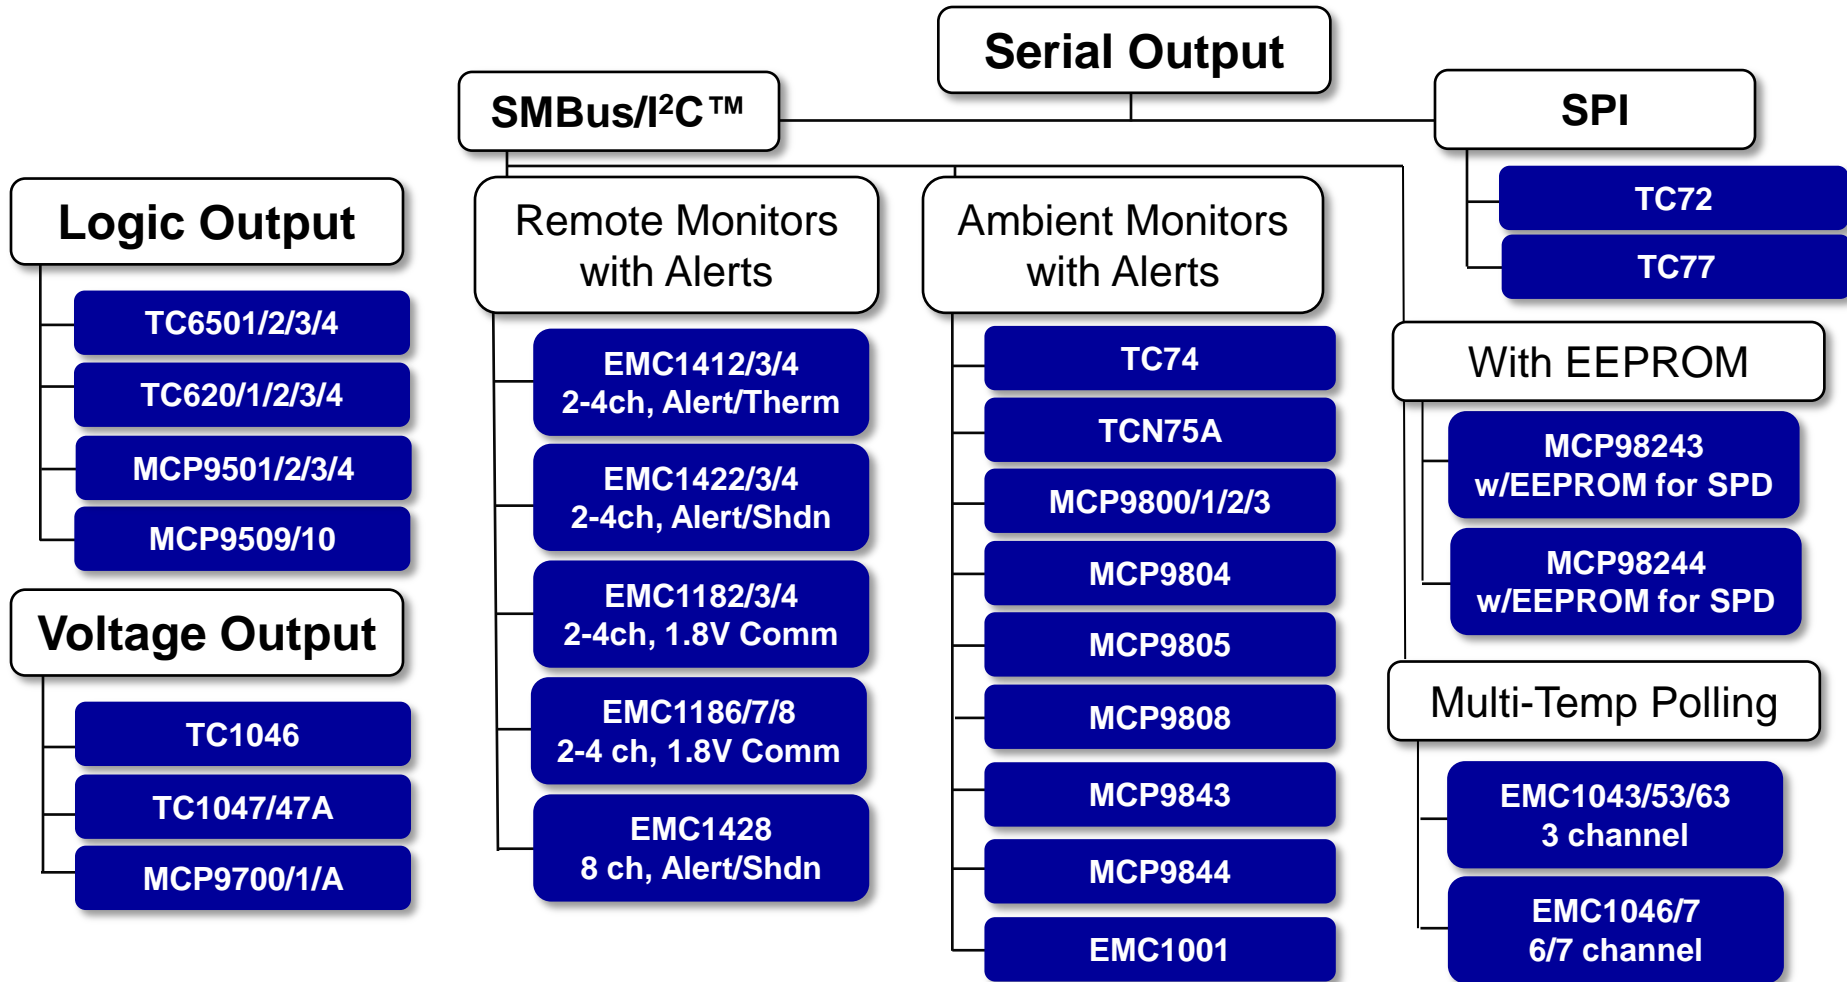 Serial Output
SMBus/I²C™
SPI
TC72
TC77
Logic Output
TC6501/2/3/4
TC620/1/2/3/4
MCP9501/2/3/4
MCP9509/10
Voltage Output
TC1046
TC1047/47A
MCP9700/1/A
Remote Monitors
with Alerts
EMC1412/3/4
2-4ch, Alert/Therm
EMC1422/3/4
2-4ch, Alert/Shdn
EMC1182/3/4
2-4ch, 1.8V Comm
EMC1186/7/8
2-4 ch, 1.8V Comm
EMC1428
8 ch, Alert/Shdn
Ambient Monitors
with Alerts
TC74
TCN75A
MCP9800/1/2/3
MCP9804
MCP9805
MCP9808
MCP9843
MCP9844
EMC1001
With EEPROM
MCP98243
w/EEPROM for SPD
MCP98244
w/EEPROM for SPD
Multi-Temp Polling
EMC1043/53/63
3 channel
EMC1046/7
6/7 channel